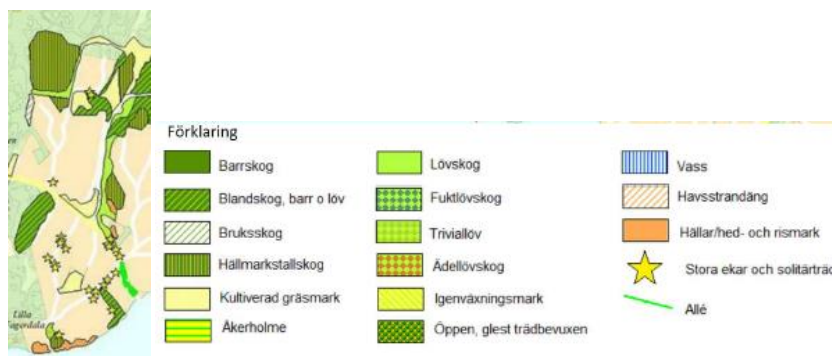 Lilla
Förklaring
Barrskog
Blandskog, barr o löv
Bruksskog
Hällmarkstallskog
Kultiverad gräsmark
Åkerholme
Lövskog
Fuktlövskog
Triviallöv
Ädellövskog
Igenväxningsmark
Öppen, glest trädbevuxen
Vass
Havsstrandäng
Hällar/hed- och rismark
Stora ekar och solitärträd
Allé